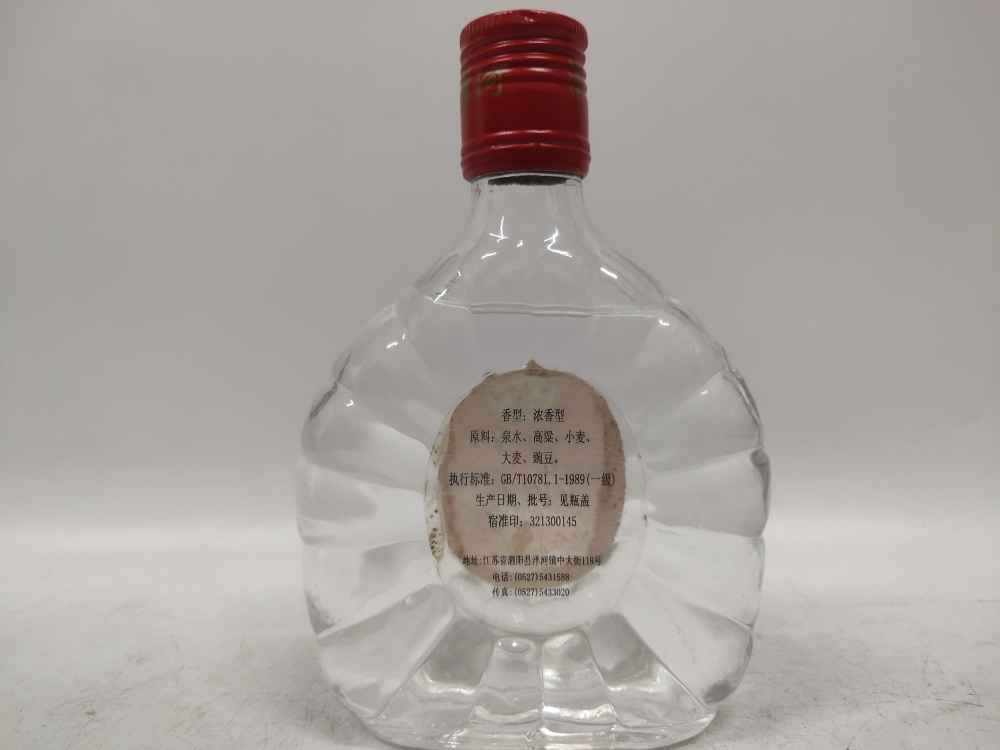 河
香型：浓香型
原料：泉水、高粱、小麦、
大麦、豌豆。
执行标准：GB/T10781.1-1989(一级)
生产日期、批号：见瓶盖
宿准印：321300145
地址:江苏省泗阳县洋河镇中大街118号
电话:(0527)5431588
传真:(0527)5433020